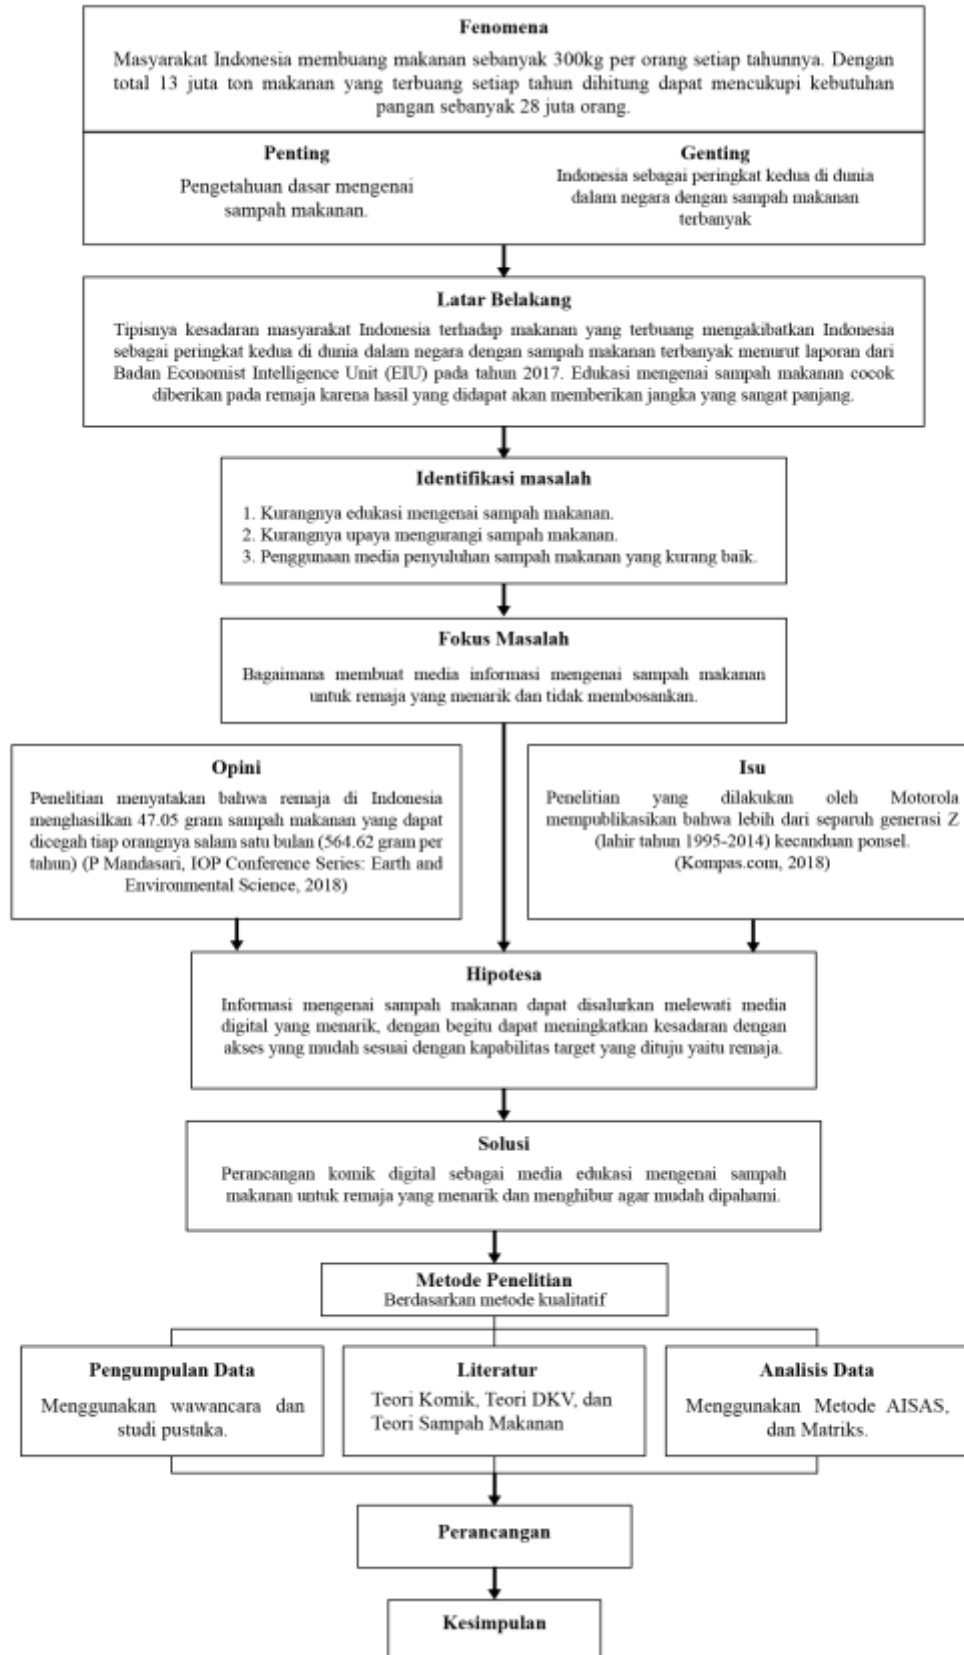 Fenomena
Masyarakat Indonesia membuang makanan sebanyak 300kg per orang setiap tahunnya. Dengan
total 13 juta ton makanan yang terbuang setiap tahun dihitung dapat mencukupi kebutuhan
pangan sebanyak 28 juta orang.
Penting
Pengetahuan dasar mengenai
sampah makanan.
Genting
Indonesia sebagai peringkat kedua di dunia
dalam negara dengan sampah makanan
terbanyak
Latar Belakang
Tipisnya kesadaran masyarakat Indonesia terhadap makanan yang terbuang mengakibatkan Indonesia
sebagai peringkat kedua di dunia dalam negara dengan sampah makanan terbanyak menurut laporan dari
Badan Economist Intelligence Unit (EIU) pada tahun 2017. Edukasi mengenai sampah makanan cocok
diberikan pada remaja karena hasil yang didapat akan memberikan jangka yang sangat panjang.
Identifikasi masalah
1. Kurangnya edukasi mengenai sampah makanan.
2. Kurangnya upaya mengurangi sampah makanan.
3. Penggunaan media penyuluhan sampah makanan yang kurang baik.
Fokus Masalah
Bagaimana membuat media informasi mengenai sampah makanan
untuk remaja yang menarik dan tidak membosankan.
Opini
Penelitian menyatakan bahwa remaja di Indonesia
menghasilkan 47.05 gram sampah makanan yang dapat
dicegah tiap orangnya salam satu bulan (564.62 gram per
tahun) (P Mandasari, IOP Conference Series: Earth and
Environmental Science, 2018)
Isu
Penelitian yang dilakukan oleh Motorola
mempublikasikan bahwa lebih dari separuh generasi Z
(lahir tahun 1995-2014) kecanduan ponsel.
(Kompas.com, 2018)
Hipotesa
Informasi mengenai sampah makanan dapat disalurkan melewati media
digital yang menarik, dengan begitu dapat meningkatkan kesadaran dengan
akses yang mudah sesuai dengan kapabilitas target yang dituju yaitu remaja.
Solusi
Perancangan komik digital sebagai media edukasi mengenai sampah
makanan untuk remaja yang menarik dan menghibur agar mudah dipahami.
Metode Penelitian
Berdasarkan metode kualitatif
Pengumpulan Data
Menggunakan wawancara dan
studi pustaka.
Literatur
Teori Komik, Teori DKV, dan
Teori Sampah Makanan
Analisis Data
Menggunakan Metode AISAS,
dan Matriks.
Perancangan
Kesimpulan